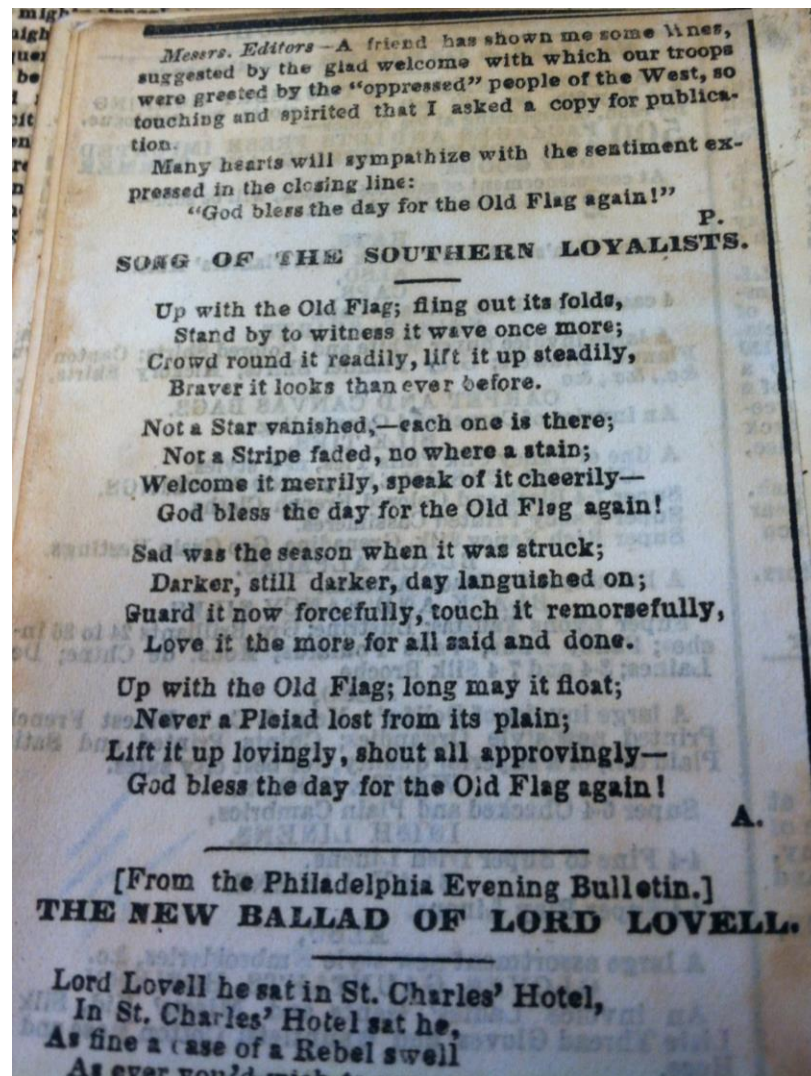 Messrs. Editors—A friend has shown me some lines,
suggested by the glad welcome with which our troops
were greeted by the "oppressed" people of the West, so
touching and spirited that I asked a copy for publica-
tion.
Many hearts will sympathize with the sentiment ex-
pressed in the closing line:
"God bless the day for the Old Flag again!"
P.
SONG OF THE SOUTHERN LOYALISTS.
Up with the Old Flag; fling out its folds,
Stand by to witness it wave once more;
Crowd round it readily, lift it up steadily,
Braver it looks than ever before.
Not a Star vanished,—each one is there;
Not a Stripe faded, no where a stain;
Welcome it merrily, speak of it cheerily—
God bless the day for the Old Flag again!
Sad was the season when it was struck;
Darker, still darker, day languished on;
Guard it now forcefully, touch it remorsefully,
Love it the more for all said and done.
Up with the Old Flag; long may it float;
Never a Pleiad lost from its plain;
Lift it up lovingly, shout all approvingly—
God bless the day for the Old Flag again!
A.
[From the Philadelphia Evening Bulletin.]
THE NEW BALLAD OF LORD LOVELL.
Lord Lovell he sat in St. Charles' Hotel,
In St. Charles' Hotel sat he,
As fine a case of a Rebel swell
As ever you'd wish